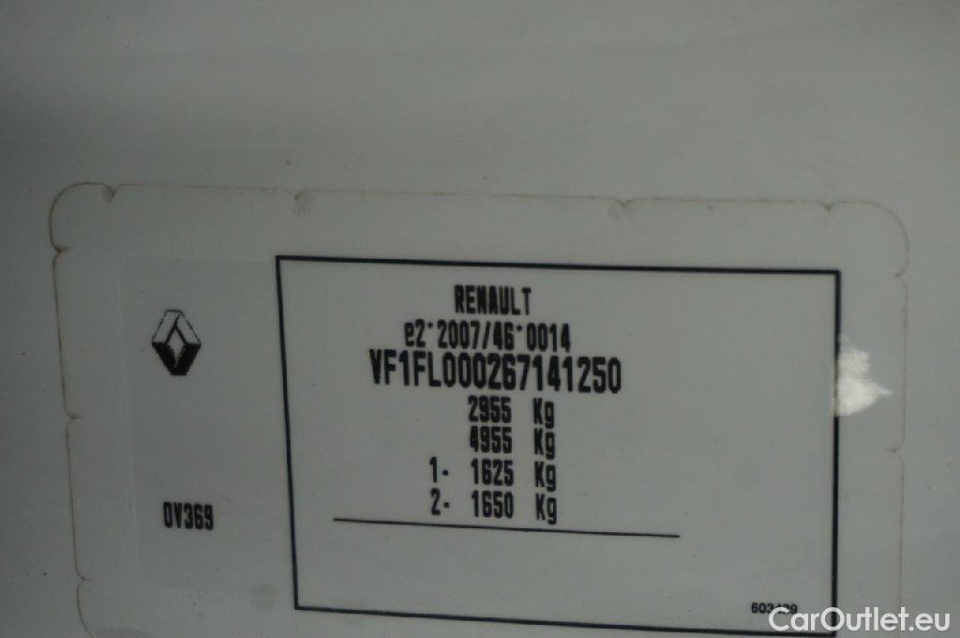 RENAULT
e2*2007/46*0014
VF1FL000267141250
2955 Kg
4955 Kg
1- 1625 Kg
2- 1650 Kg
OV369
CarOutlet.eu